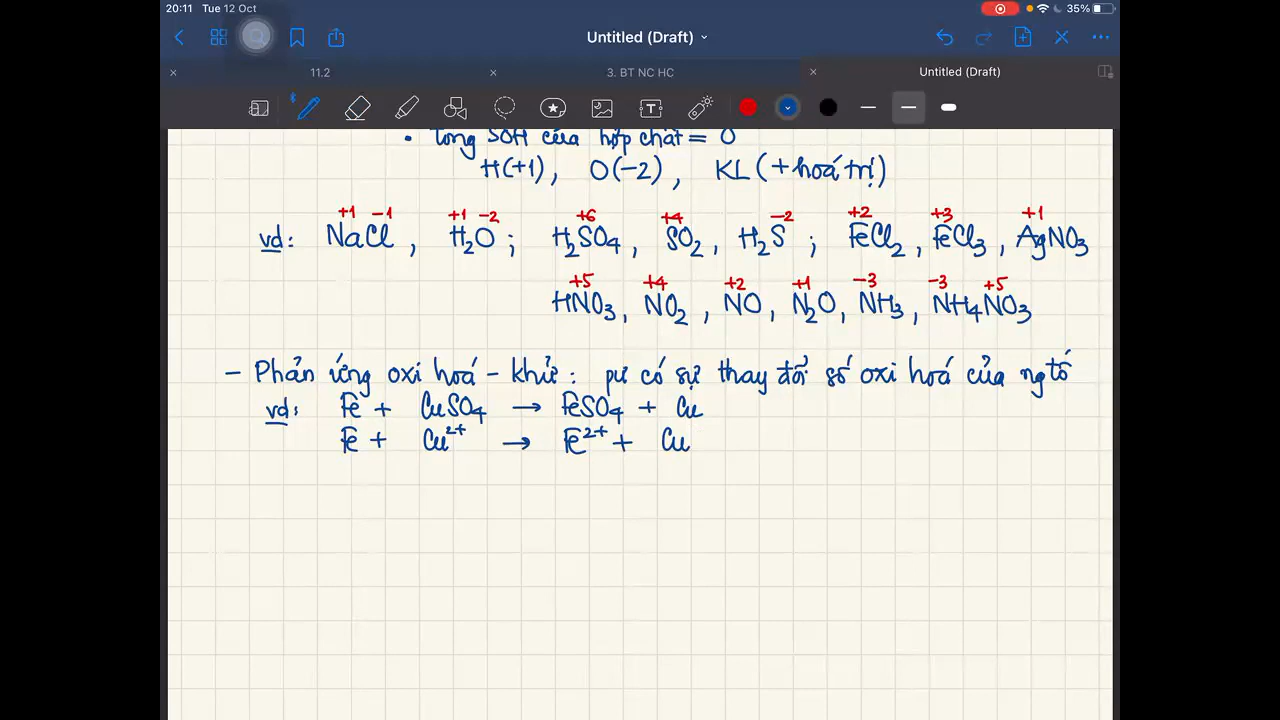 20:11 Tue 12 Oct 35%
Untitled (Draft)
11.2 3. BT NC HC Untitled (Draft)
• Tổng SOH của hợp chất = 0
H(+1), O(-2), KL (+hoá trị)
+1 -1 +1 -2 +6 +4 -2 +2 +3 +1
vd: NaCl, H₂O; H₂SO₄, SO₂, H₂S; FeCl₂, FeCl₃, AgNO₃
+5 +4 +2 +1 -3 -3 +5
HNO₃, NO₂, NO, N₂O, NH₃, NH₄NO₃
- Phản ứng oxi hoá - khử: pư có sự thay đổi số oxi hoá của ngtố
vd: Fe + CuSO₄ → FeSO₄ + Cu
Fe + Cu²⁺ → Fe²⁺ + Cu